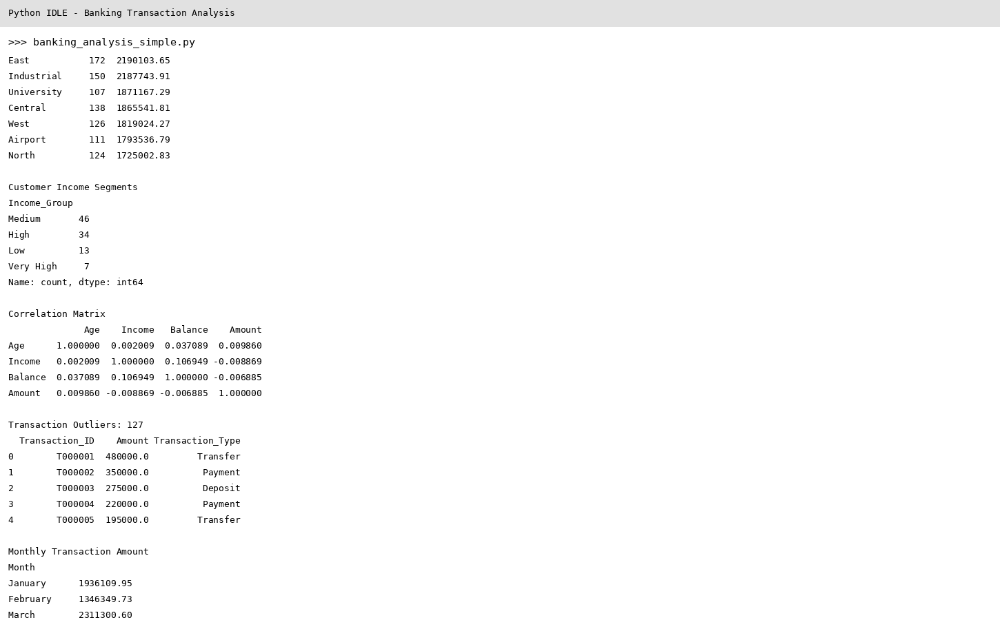 Python IDLE - Banking Transaction Analysis
>>> banking_analysis_simple.py
East           172  2190103.65
Industrial     150  2187743.91
University     107  1871167.29
Central        138  1865541.81
West           126  1819024.27
Airport        111  1793536.79
North          124  1725002.83
Customer Income Segments
Income_Group
Medium       46
High         34
Low          13
Very High     7
Name: count, dtype: int64
Correlation Matrix
              Age    Income   Balance    Amount
Age      1.000000  0.002009  0.037089  0.009860
Income   0.002009  1.000000  0.106949 -0.008869
Balance  0.037089  0.106949  1.000000 -0.006885
Amount   0.009860 -0.008869 -0.006885  1.000000
Transaction Outliers: 127
  Transaction_ID    Amount Transaction_Type
0        T000001  480000.0         Transfer
1        T000002  350000.0          Payment
2        T000003  275000.0          Deposit
3        T000004  220000.0          Payment
4        T000005  195000.0         Transfer
Monthly Transaction Amount
Month
January      1936109.95
February     1346349.73
March        2311300.60